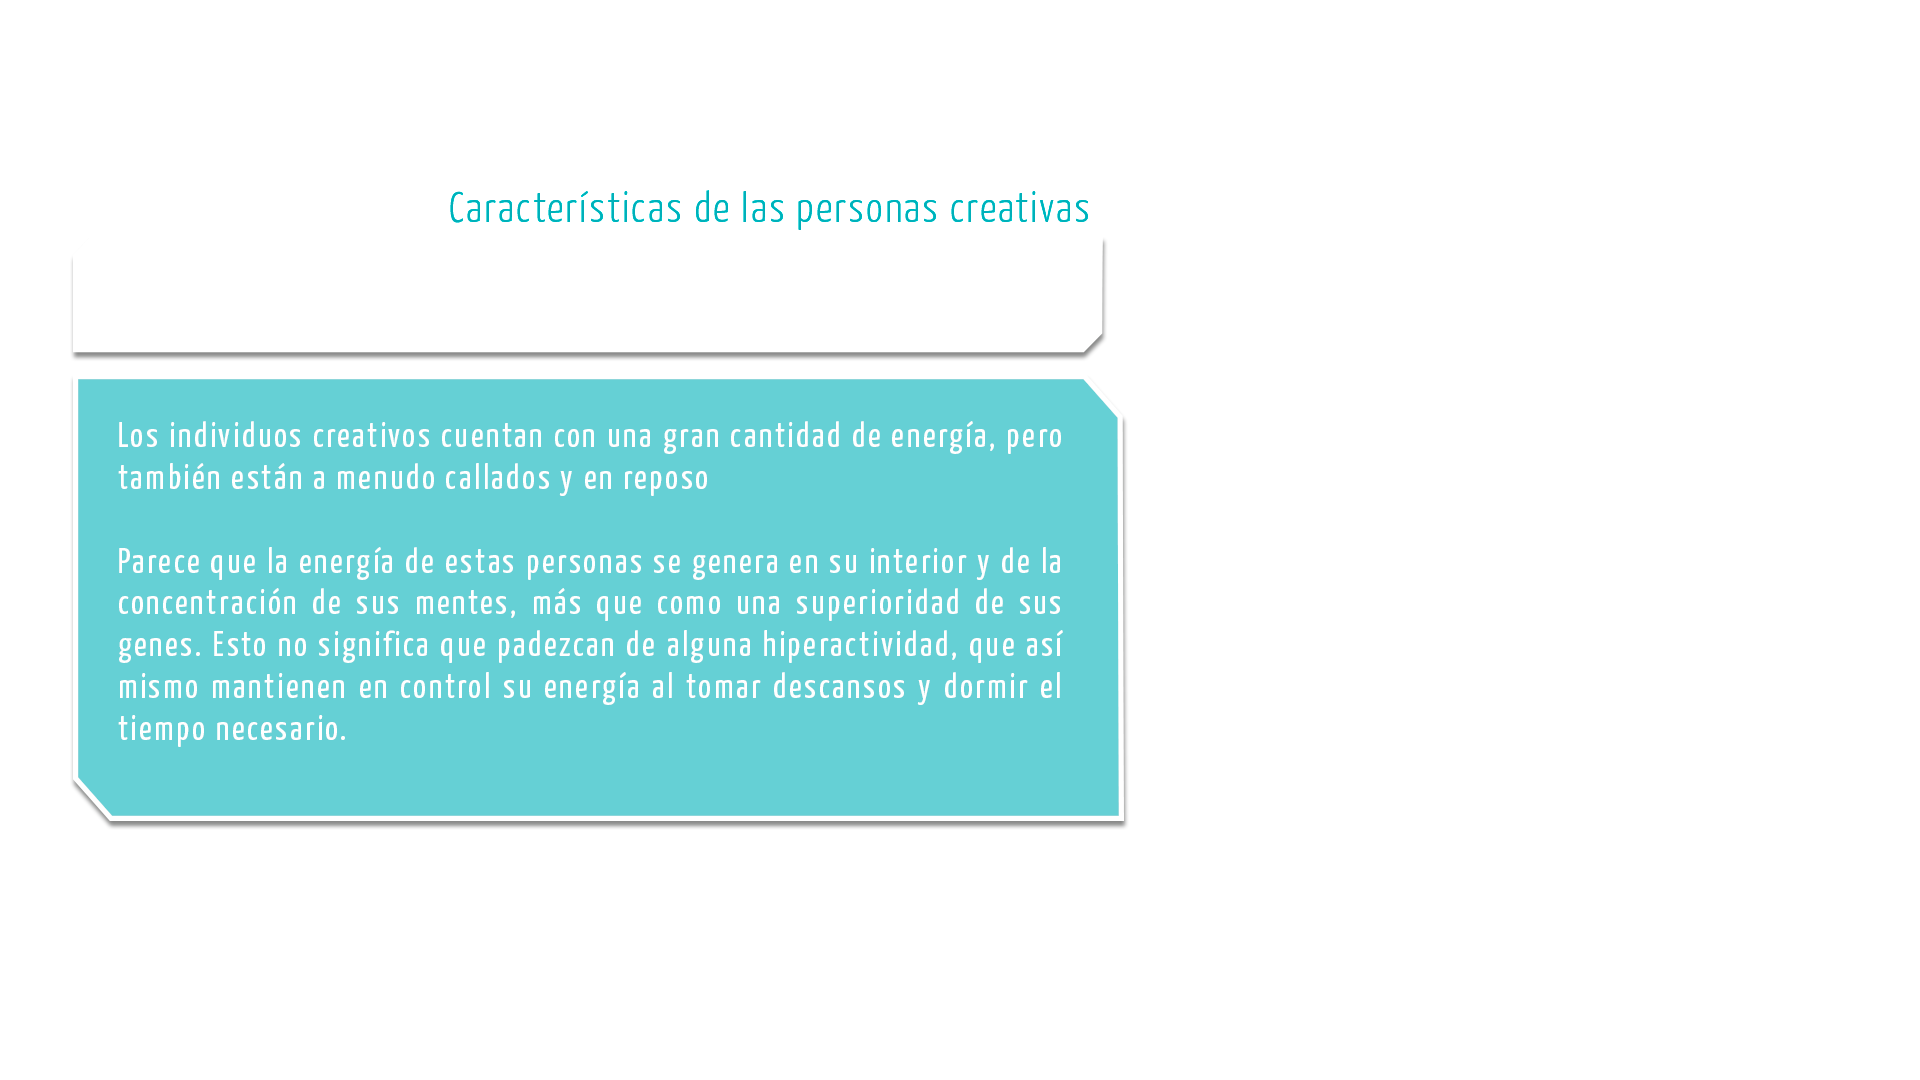 Características de las personas creativas
Los individuos creativos cuentan con una gran cantidad de energía, pero
también están a menudo callados y en reposo
Parece que la energía de estas personas se genera en su interior y de la
concentración de sus mentes, más que como una superioridad de sus
genes. Esto no significa que padezcan de alguna hiperactividad, que así
mismo mantienen en control su energía al tomar descansos y dormir el
tiempo necesario.